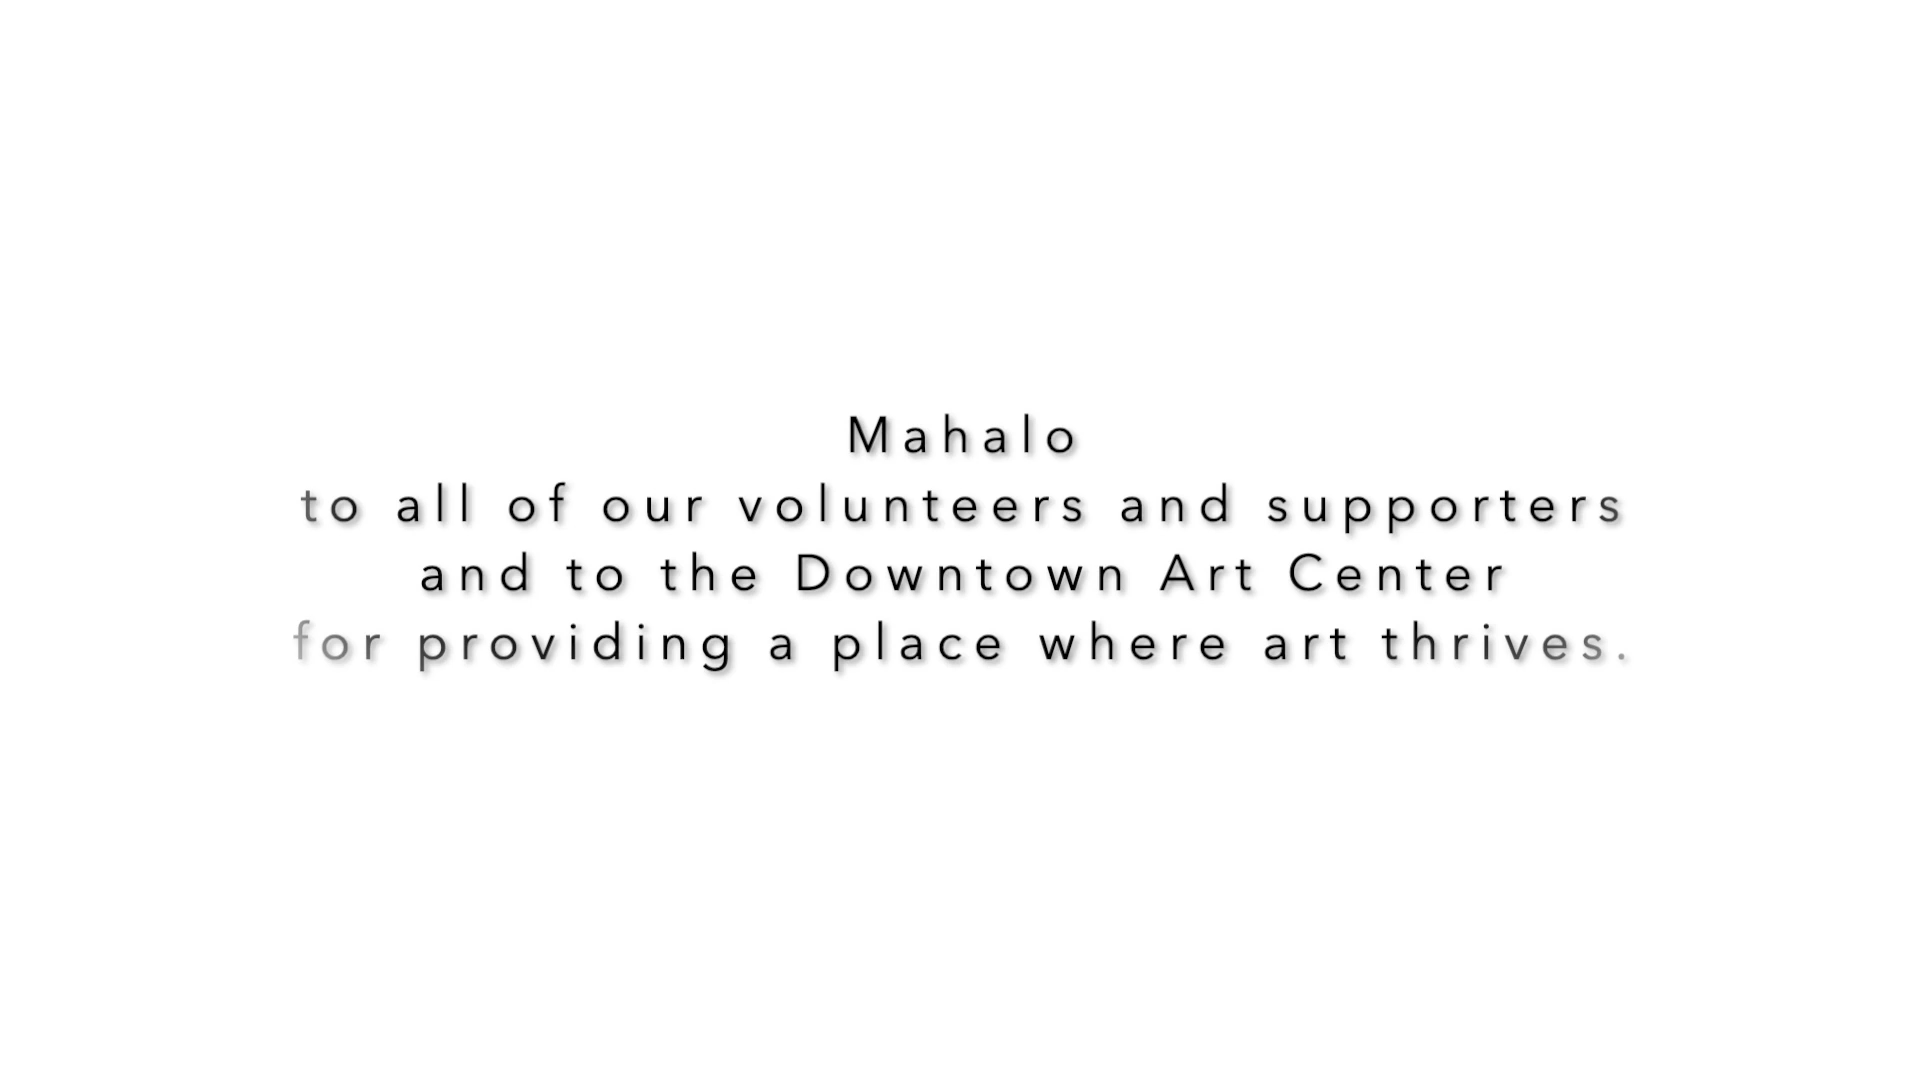 Mahalo
to all of our volunteers and supporters
and to the Downtown Art Center
for providing a place where art thrives.